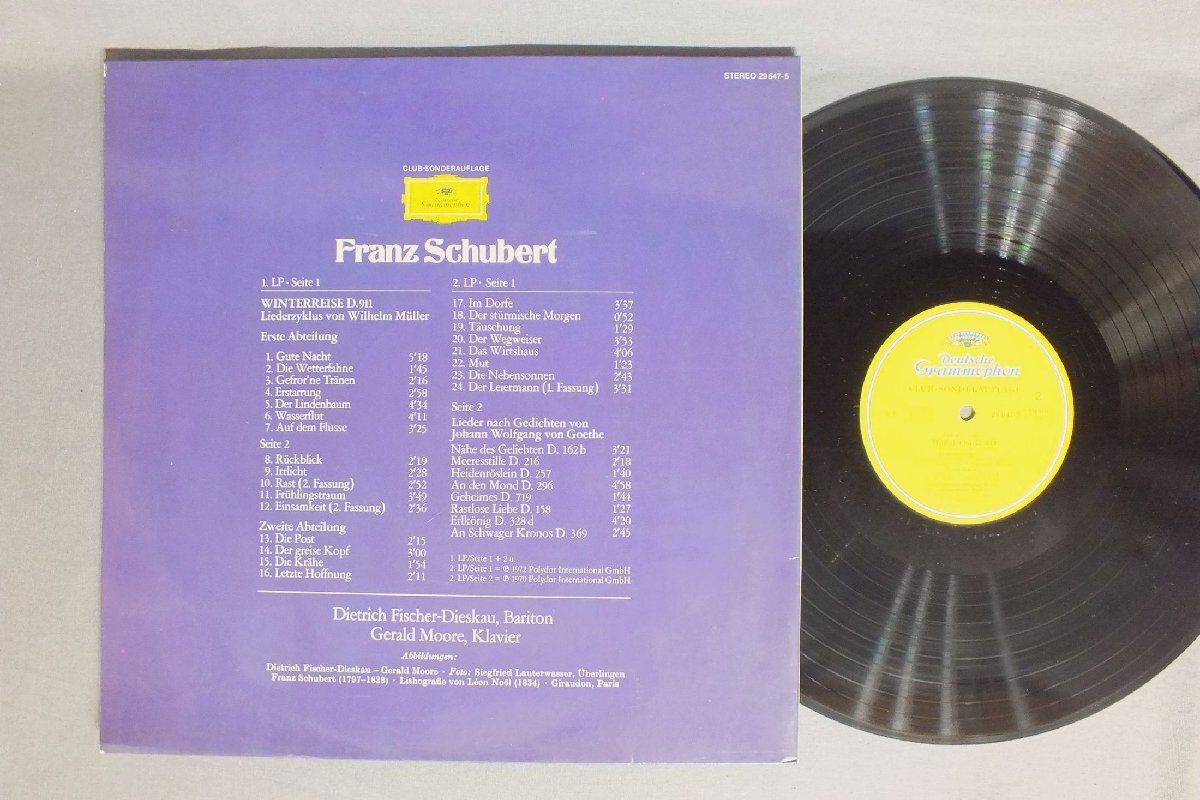 STEREO 29 647-5
CLUB-SONDERAUFLAGE
Deutsche
Grammophon
Franz Schubert
1. LP · Seite 1
WINTERREISE D.911
Liederzyklus von Wilhelm Müller
Erste Abteilung
1. Gute Nacht 5'18
2. Die Wetterfahne 1'45
3. Gefror'ne Tränen 2'16
4. Erstarrung 2'58
5. Der Lindenbaum 4'34
6. Wasserflut 4'11
7. Auf dem Flusse 3'25
Seite 2
8. Rückblick 2'19
9. Irrlicht 2'28
10. Rast (2. Fassung) 2'52
11. Frühlingstraum 3'49
12. Einsamkeit (2. Fassung) 2'36
Zweite Abteilung
13. Die Post 2'15
14. Der greise Kopf 3'00
15. Die Krähe 1'54
16. Letzte Hoffnung 2'11
2. LP · Seite 1
17. Im Dorfe 3'37
18. Der stürmische Morgen 0'52
19. Täuschung 1'29
20. Der Wegweiser 3'53
21. Das Wirtshaus 4'06
22. Mut 1'23
23. Die Nebensonnen 2'43
24. Der Leiermann (1. Fassung) 3'31
Seite 2
Lieder nach Gedichten von
Johann Wolfgang von Goethe
Nähe des Geliebten D. 162 b 3'21
Meeresstille D. 216 2'18
Heidenröslein D. 257 1'40
An den Mond D. 296 4'58
Geheimes D. 719 1'44
Rastlose Liebe D. 158 1'27
Erlkönig D. 328 d 4'20
An Schwager Kronos D. 369 2'45
1. LP/Seite 1 + 2 u.
2. LP/Seite 1 = ℗ 1972 Polydor International GmbH
2. LP/Seite 2 = ℗ 1970 Polydor International GmbH
Dietrich Fischer-Dieskau, Bariton
Gerald Moore, Klavier
Abbildungen:
Dietrich Fischer-Dieskau – Gerald Moore · Foto: Siegfried Lauterwasser, Überlingen
Franz Schubert (1797–1828) · Lithografie von Léon Noël (1834) · Giraudon, Paris
Deutsche
Grammophon
CLUB-SONDERAUFLAGE
2